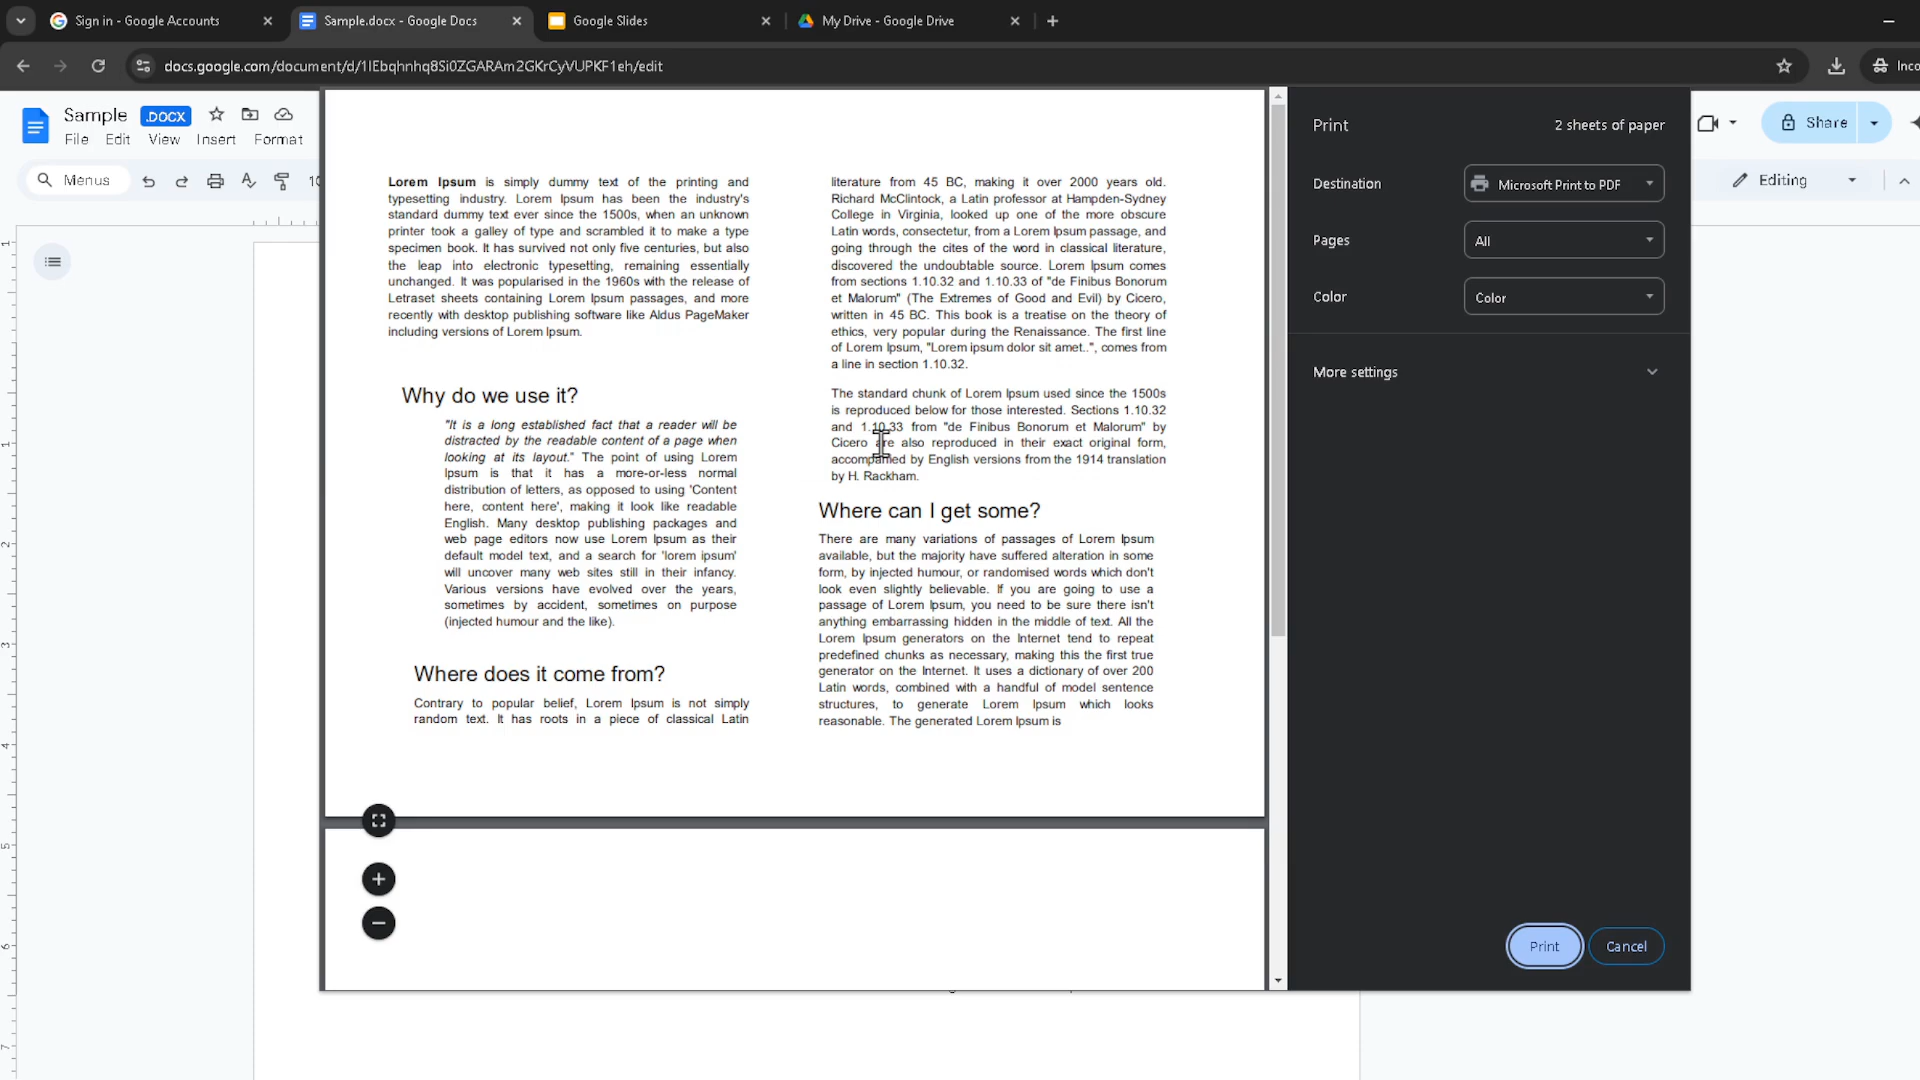 Sign in - Google Accounts
Sample.docx - Google Docs
Google Slides
My Drive - Google Drive
docs.google.com/document/d/1IEbqhnhq8Si0ZGARAm2GKrCyVUPKF1eh/edit
Inco
Sample .DOCX
File Edit View Insert Format
Menus
10
Share
Editing
Lorem Ipsum is simply dummy text of the printing and
typesetting industry. Lorem Ipsum has been the industry's
standard dummy text ever since the 1500s, when an unknown
printer took a galley of type and scrambled it to make a type
specimen book. It has survived not only five centuries, but also
the leap into electronic typesetting, remaining essentially
unchanged. It was popularised in the 1960s with the release of
Letraset sheets containing Lorem Ipsum passages, and more
recently with desktop publishing software like Aldus PageMaker
including versions of Lorem Ipsum.
Why do we use it?
"It is a long established fact that a reader will be
distracted by the readable content of a page when
looking at its layout." The point of using Lorem
Ipsum is that it has a more-or-less normal
distribution of letters, as opposed to using 'Content
here, content here', making it look like readable
English. Many desktop publishing packages and
web page editors now use Lorem Ipsum as their
default model text, and a search for 'lorem ipsum'
will uncover many web sites still in their infancy.
Various versions have evolved over the years,
sometimes by accident, sometimes on purpose
(injected humour and the like).
Where does it come from?
Contrary to popular belief, Lorem Ipsum is not simply
random text. It has roots in a piece of classical Latin
literature from 45 BC, making it over 2000 years old.
Richard McClintock, a Latin professor at Hampden-Sydney
College in Virginia, looked up one of the more obscure
Latin words, consectetur, from a Lorem Ipsum passage, and
going through the cites of the word in classical literature,
discovered the undoubtable source. Lorem Ipsum comes
from sections 1.10.32 and 1.10.33 of "de Finibus Bonorum
et Malorum" (The Extremes of Good and Evil) by Cicero,
written in 45 BC. This book is a treatise on the theory of
ethics, very popular during the Renaissance. The first line
of Lorem Ipsum, "Lorem ipsum dolor sit amet..", comes from
a line in section 1.10.32.
The standard chunk of Lorem Ipsum used since the 1500s
is reproduced below for those interested. Sections 1.10.32
and 1.10.33 from "de Finibus Bonorum et Malorum" by
Cicero are also reproduced in their exact original form,
accompanied by English versions from the 1914 translation
by H. Rackham.
Where can I get some?
There are many variations of passages of Lorem Ipsum
available, but the majority have suffered alteration in some
form, by injected humour, or randomised words which don't
look even slightly believable. If you are going to use a
passage of Lorem Ipsum, you need to be sure there isn't
anything embarrassing hidden in the middle of text. All the
Lorem Ipsum generators on the Internet tend to repeat
predefined chunks as necessary, making this the first true
generator on the Internet. It uses a dictionary of over 200
Latin words, combined with a handful of model sentence
structures, to generate Lorem Ipsum which looks
reasonable. The generated Lorem Ipsum is
Print
2 sheets of paper
Destination
Microsoft Print to PDF
Pages
All
Color
Color
More settings
Print
Cancel
1
1
2
3
4
5
6
7